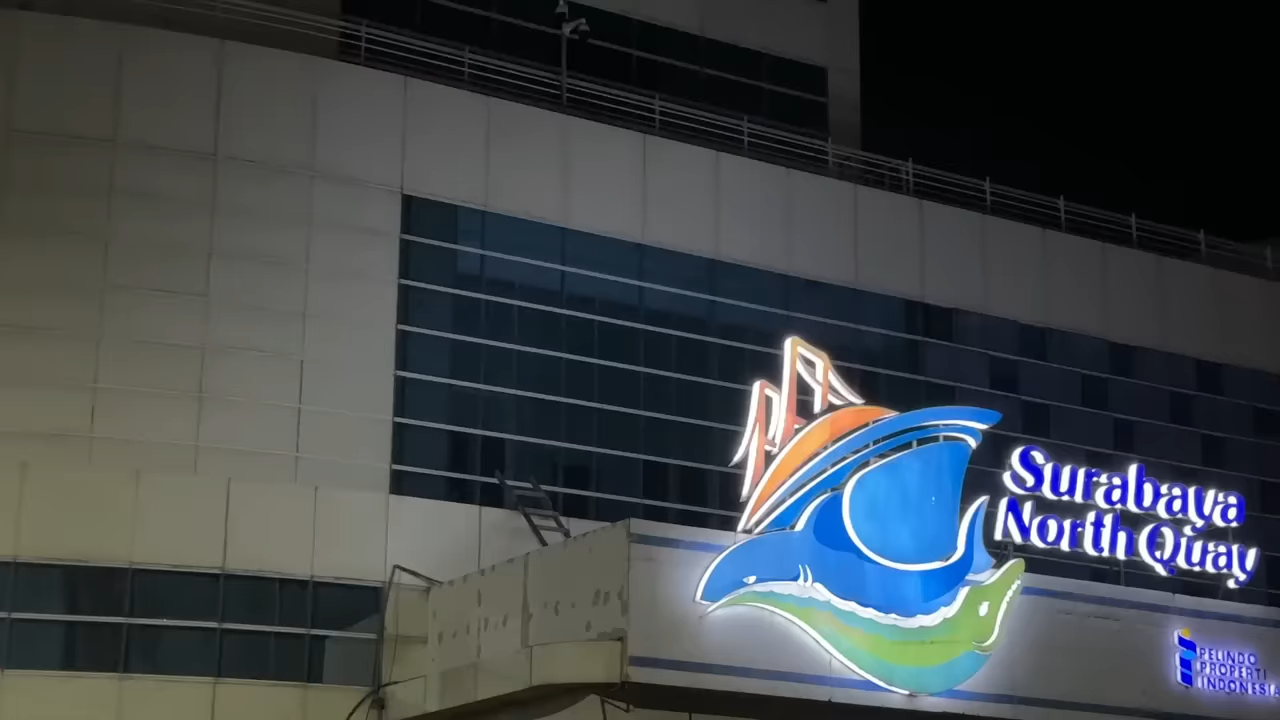 Surabaya
North Quay
PELINDO
PROPERTI
INDONESIA